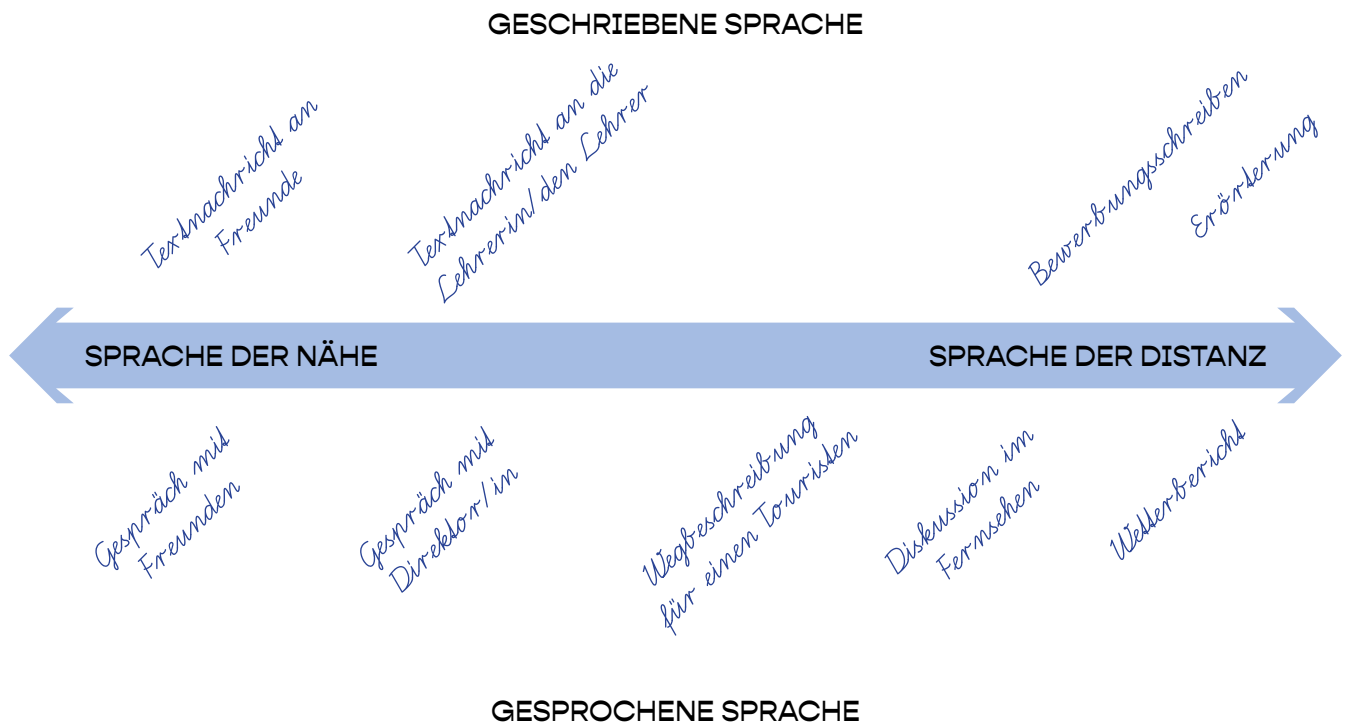 GESCHRIEBENE SPRACHE
Textnachricht an
Freunde
Textnachricht an die
Lehrerin/den Lehrer
Bewerbungsschreiben
Erörterung
SPRACHE DER NÄHE
SPRACHE DER DISTANZ
Gespräch mit
Freunden
Gespräch mit
Direktor/in
Wegbeschreibung
für einen Touristen
Diskussion im
Fernsehen
Wetterbericht
GESPROCHENE SPRACHE